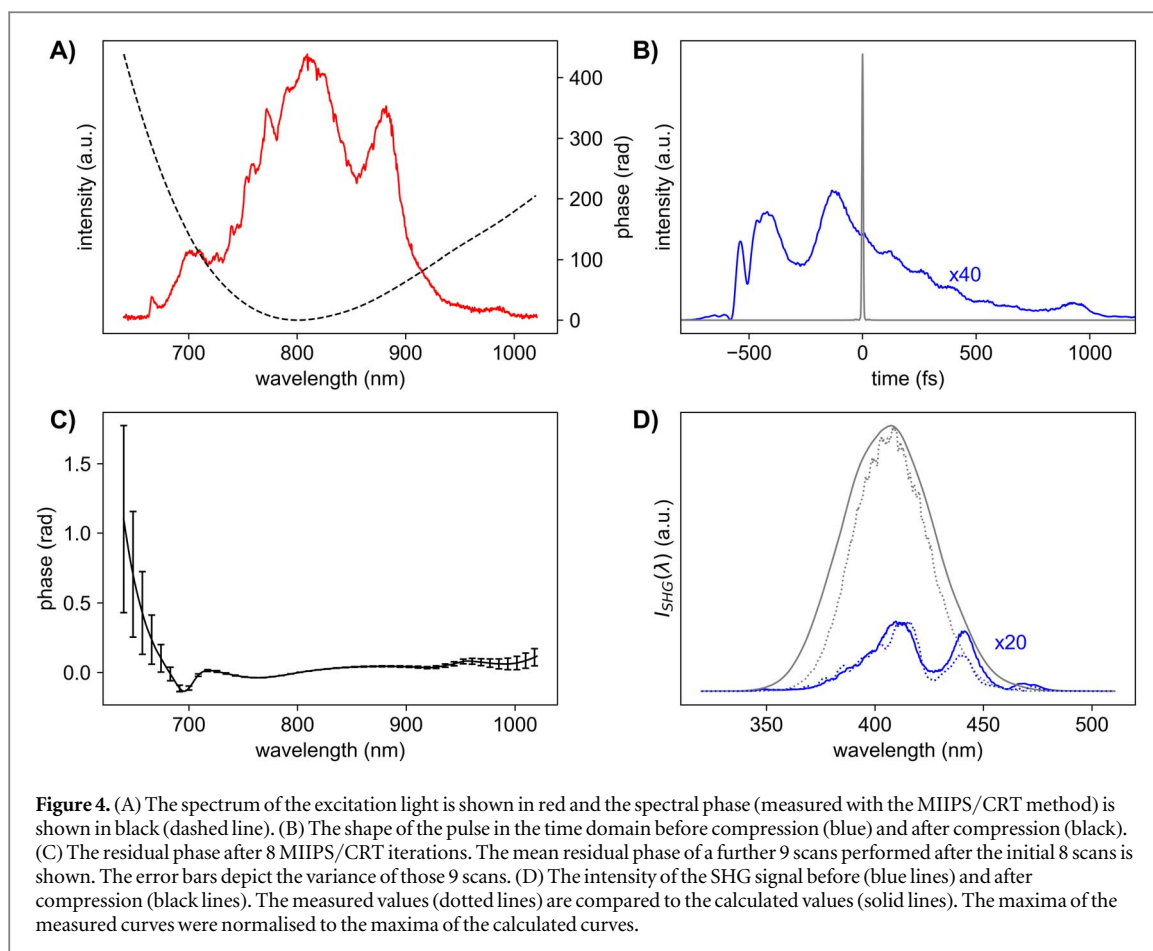 A)
intensity (a.u.)
phase (rad)
400
300
200
100
0
700 800 900 1000
wavelength (nm)
B)
intensity (a.u.)
x40
−500 0 500 1000
time (fs)
C)
phase (rad)
1.5
1.0
0.5
0.0
700 800 900 1000
wavelength (nm)
D)
I_{SHG}(λ) (a.u.)
x20
350 400 450 500
wavelength (nm)
Figure 4. (A) The spectrum of the excitation light is shown in red and the spectral phase (measured with the MIIPS/CRT method) is
shown in black (dashed line). (B) The shape of the pulse in the time domain before compression (blue) and after compression (black).
(C) The residual phase after 8 MIIPS/CRT iterations. The mean residual phase of a further 9 scans performed after the initial 8 scans is
shown. The error bars depict the variance of those 9 scans. (D) The intensity of the SHG signal before (blue lines) and after
compression (black lines). The measured values (dotted lines) are compared to the calculated values (solid lines). The maxima of the
measured curves were normalised to the maxima of the calculated curves.